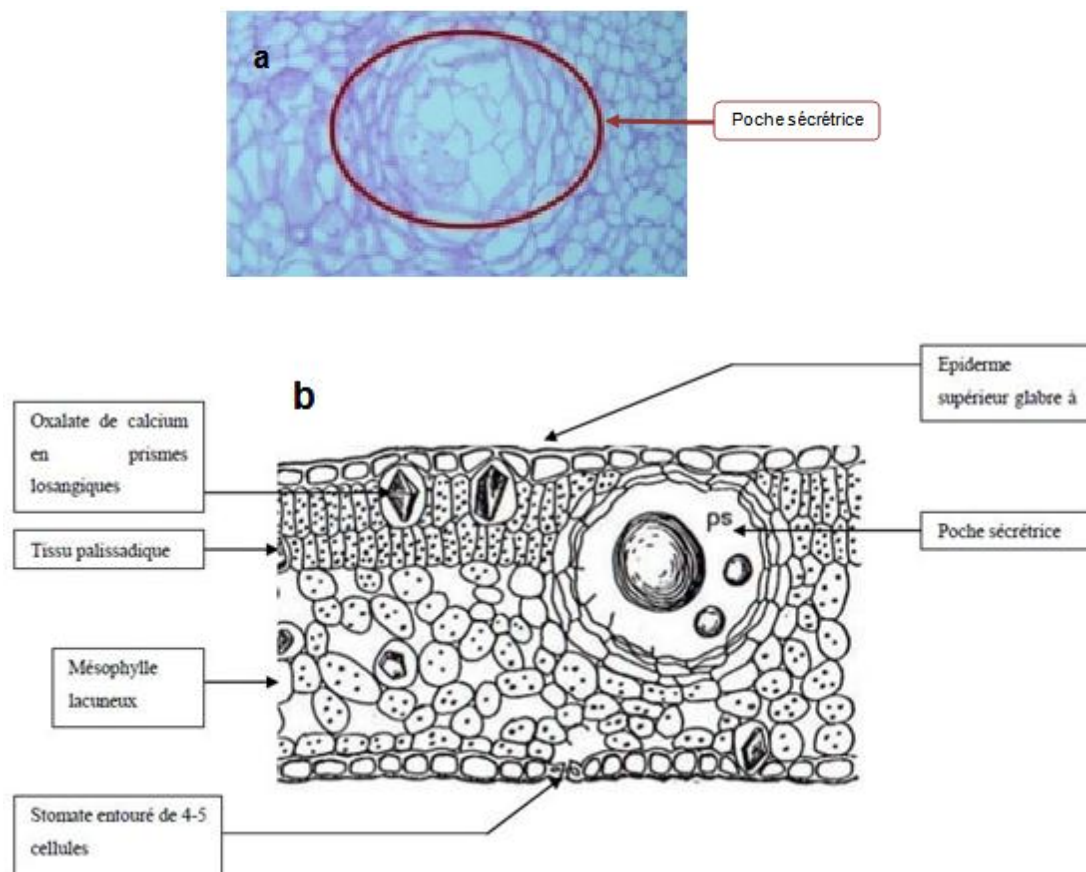 a
Poche sécrétrice
b
Epiderme
supérieur glabre à
Oxalate de calcium
en prismes
losangiques
ps
Poche sécrétrice
Tissu palissadique
Mésophylle
lacuneux
Stomate entouré de 4-5
cellules